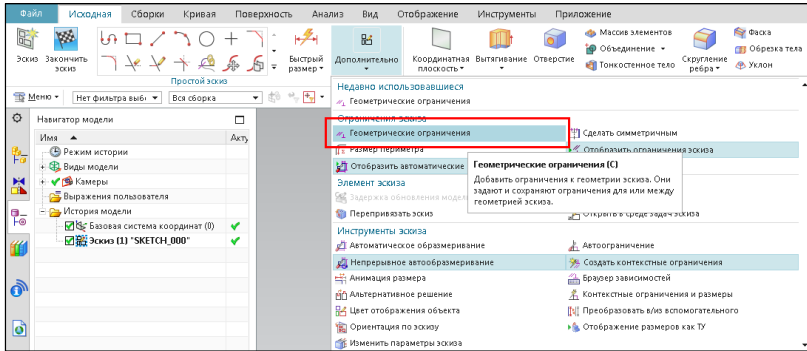 Файл Исходная Сборки Кривая Поверхность Анализ Вид Отображение Инструменты Приложение
Эскиз Закончить эскиз
Простой эскиз
Быстрый размер
Дополнительно
Координатная плоскость
Вытягивание
Отверстие
Массив элементов
Объединение
Тонкостенное тело
Скругление ребра
Фаска
Обрезка тела
Уклон
Меню Нет фильтра выбо Вся сборка
Навигатор модели
Имя Акту
Режим истории
Виды модели
Камеры
Выражения пользователя
История модели
Базовая система координат (0)
Эскиз (1) "SKETCH_000"
Недавно использовавшиеся
Геометрические ограничения
Ограничения эскиза
Геометрические ограничения Сделать симметричным
Размер периметра Отобразить ограничения эскиза
Отобразить автоматические
Геометрические ограничения (C)
Добавить ограничения к геометрии эскиза. Они
задают и сохраняют ограничения для или между
геометрией эскиза.
Элемент эскиза
Задержка обновления модели
Перепривязать эскиз Открыть в среде задач эскиза
Инструменты эскиза
Автоматическое образмеривание Автоограничение
Непрерывное автообразмеривание Создать контекстные ограничения
Анимация размера Браузер зависимостей
Альтернативное решение Контекстные ограничения и размеры
Цвет отображения объекта Преобразовать в/из вспомогательного
Ориентация по эскизу Отображение размеров как ТУ
Изменить параметры эскиза